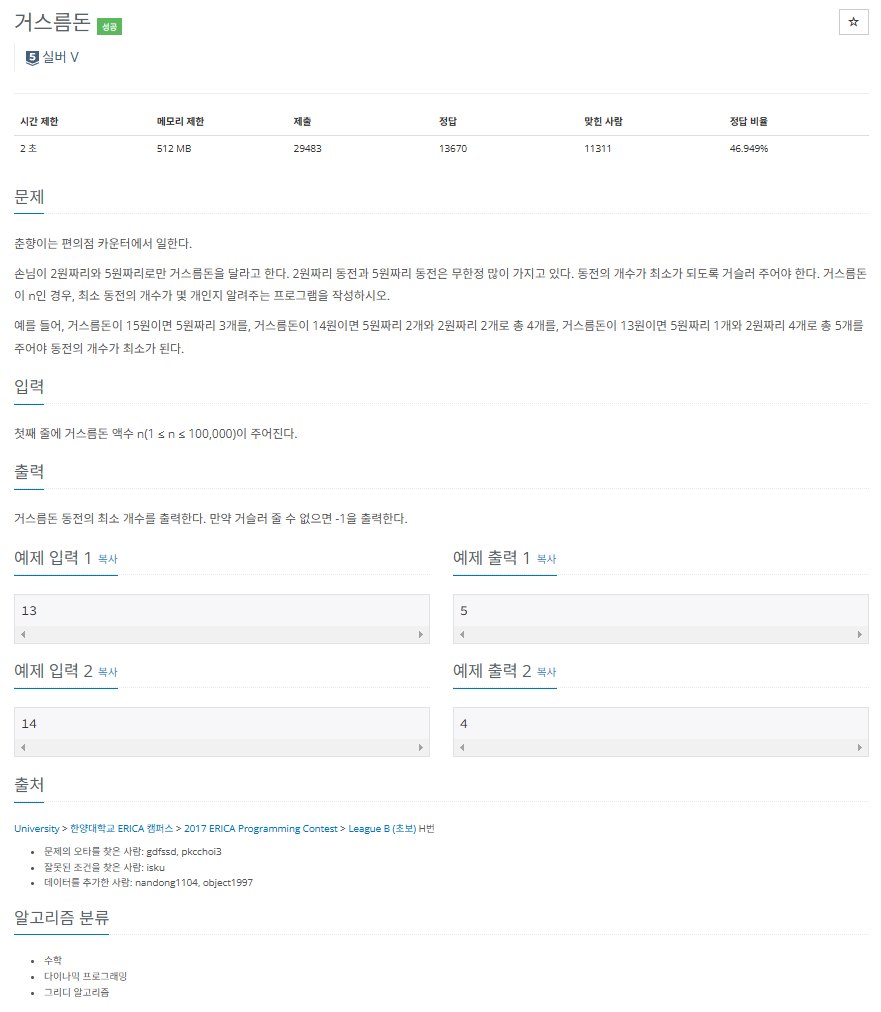 거스름돈 성공
☆
5 실버 V
시간 제한 메모리 제한 제출 정답 맞힌 사람 정답 비율
2 초 512 MB 29483 13670 11311 46.949%
문제
춘향이는 편의점 카운터에서 일한다.
손님이 2원짜리와 5원짜리로만 거스름돈을 달라고 한다. 2원짜리 동전과 5원짜리 동전은 무한정 많이 가지고 있다. 동전의 개수가 최소가 되도록 거슬러 주어야 한다. 거스름돈
이 n인 경우, 최소 동전의 개수가 몇 개인지 알려주는 프로그램을 작성하시오.
예를 들어, 거스름돈이 15원이면 5원짜리 3개를, 거스름돈이 14원이면 5원짜리 2개와 2원짜리 2개로 총 4개를, 거스름돈이 13원이면 5원짜리 1개와 2원짜리 4개로 총 5개를
주어야 동전의 개수가 최소가 된다.
입력
첫째 줄에 거스름돈 액수 n(1 ≤ n ≤ 100,000)이 주어진다.
출력
거스름돈 동전의 최소 개수를 출력한다. 만약 거슬러 줄 수 없으면 -1을 출력한다.
예제 입력 1 복사
13
예제 출력 1 복사
5
예제 입력 2 복사
14
예제 출력 2 복사
4
출처
University > 한양대학교 ERICA 캠퍼스 > 2017 ERICA Programming Contest > League B (초보) H번
문제의 오타를 찾은 사람: gdfssd, pkcchoi3
잘못된 조건을 찾은 사람: isku
데이터를 추가한 사람: nandong1104, object1997
알고리즘 분류
수학
다이나믹 프로그래밍
그리디 알고리즘